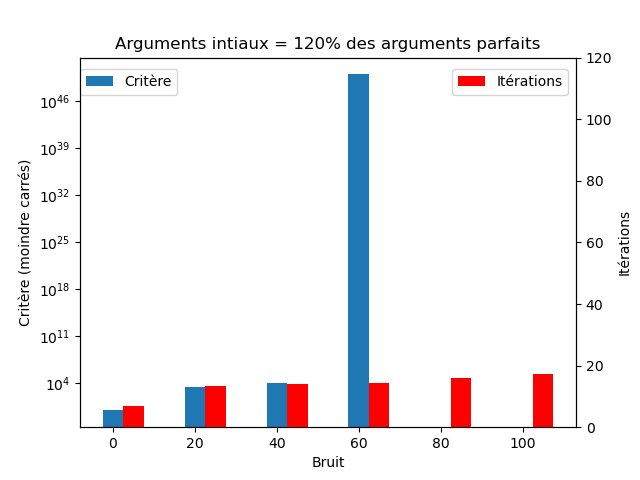 Arguments intiaux = 120% des arguments parfaits
Critère
Itérations
10^46
10^39
10^32
10^25
10^18
10^11
10^4
Critère (moindre carrés)
120
100
80
60
40
20
0
Itérations
0 20 40 60 80 100
Bruit